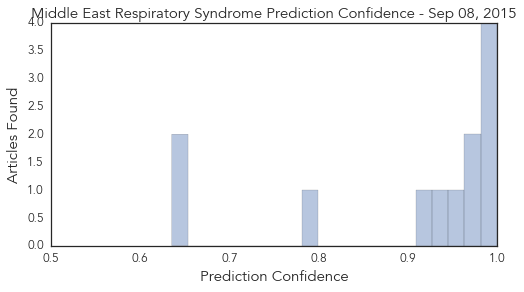 Middle East Respiratory Syndrome Prediction Confidence - Sep 08, 2015
4.0
3.5
3.0
2.5
2.0
1.5
1.0
0.5
0.0
Articles Found
0.5 0.6 0.7 0.8 0.9 1.0
Prediction Confidence